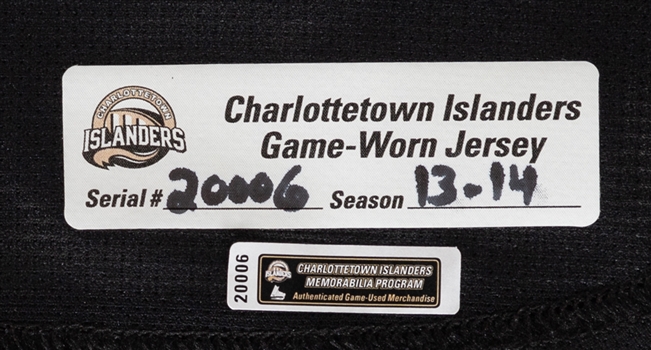 CHARLOTTETOWN
ISLANDERS
Charlottetown Islanders
Game-Worn Jersey
Serial # 20006 Season 13-14
20006
ISLANDERS
CHARLOTTETOWN ISLANDERS
MEMORABILIA PROGRAM
Authenticated Game-Used Merchandise